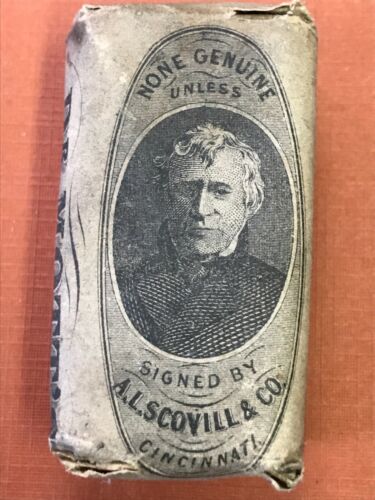 NONE GENUINE
UNLESS
SIGNED BY
A.L.SCOVILL & CO.
CINCINNATI.